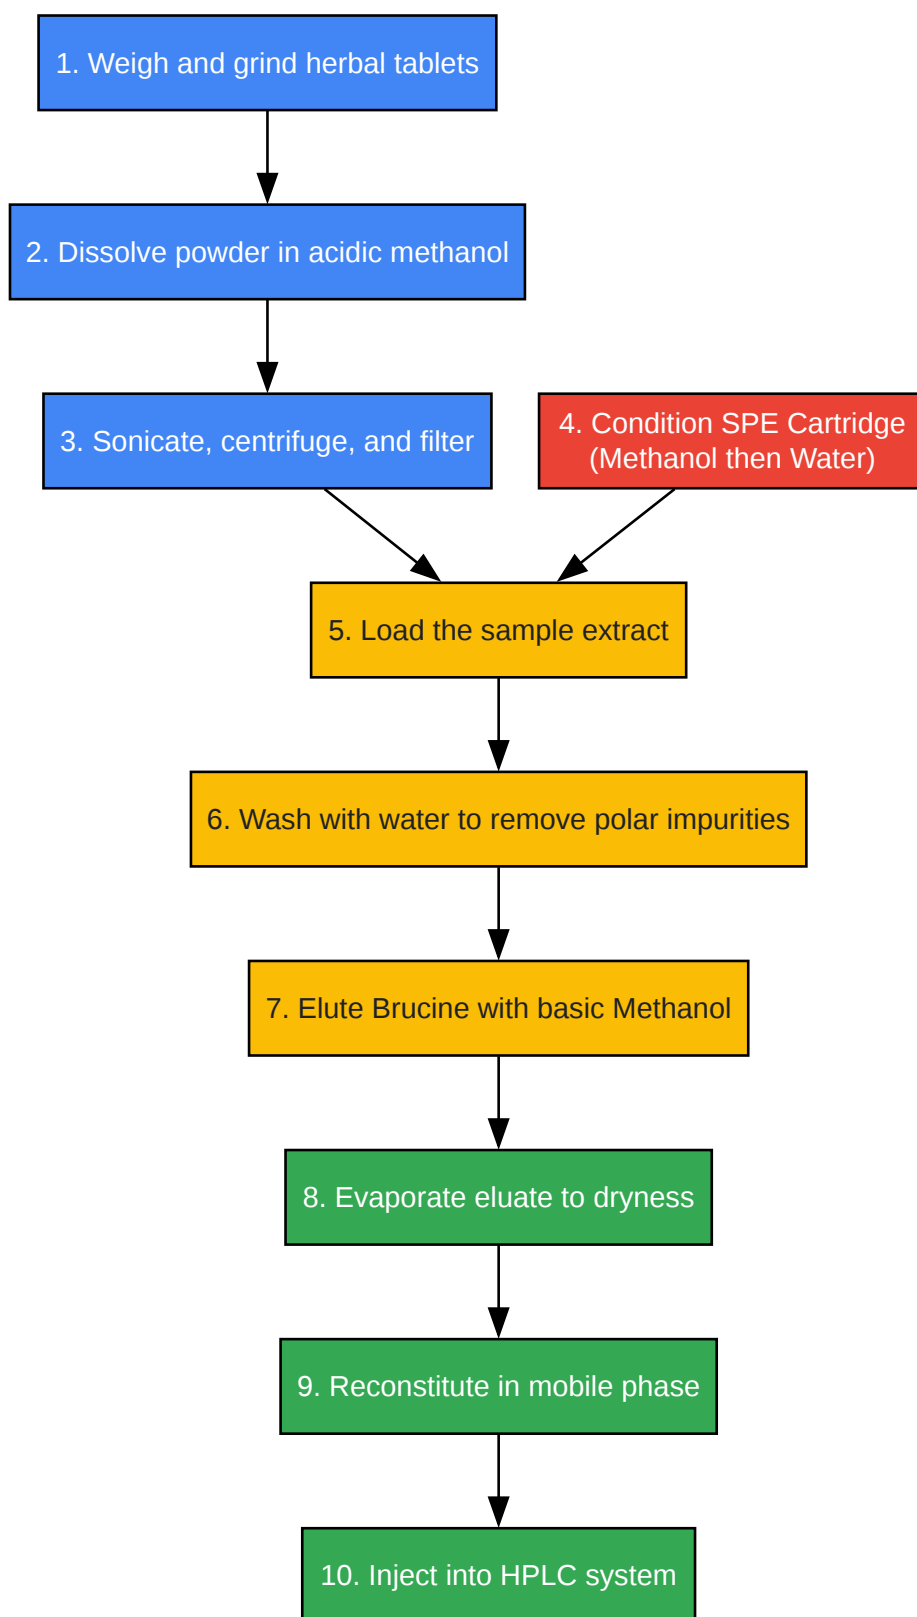 1. Weigh and grind herbal tablets
2. Dissolve powder in acidic methanol
3. Sonicate, centrifuge, and filter
4. Condition SPE Cartridge
(Methanol then Water)
5. Load the sample extract
6. Wash with water to remove polar impurities
7. Elute Brucine with basic Methanol
8. Evaporate eluate to dryness
9. Reconstitute in mobile phase
10. Inject into HPLC system